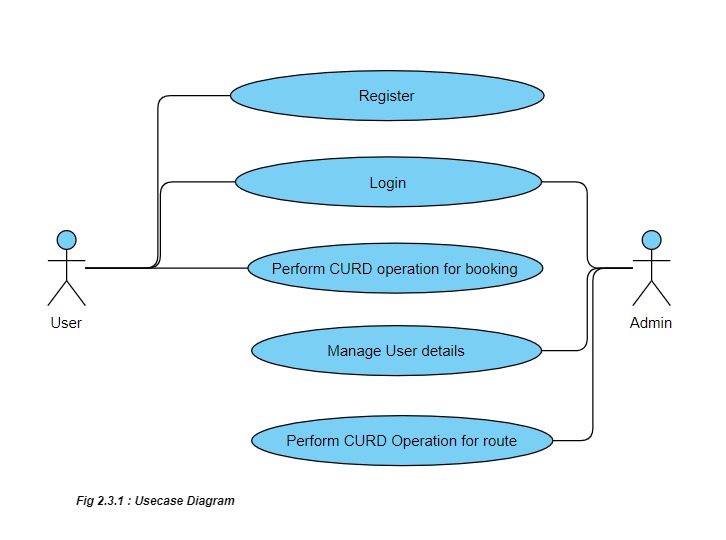 Register
Login
Perform CURD operation for booking
User
Admin
Manage User details
Perform CURD Operation for route
Fig 2.3.1 : Usecase Diagram